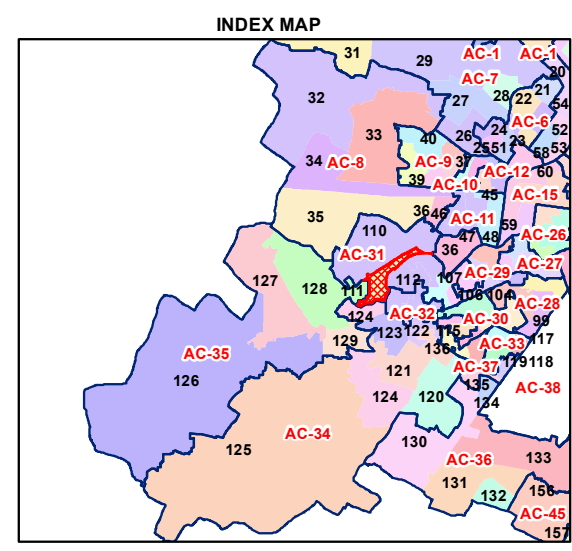 INDEX MAP
31
29
AC-1
AC-1
20
AC-7
32
27
28
22
21
54
AC-6
33
40
26
24
23
52
25
51
58
53
34
AC-8
AC-9
37
AC-12
60
39
AC-10
45
AC-15
35
36
46
AC-11
59
110
47
48
AC-26
AC-31
36
AC-27
127
128
111
112
107
AC-29
106
104
AC-28
124
AC-32
AC-30
99
129
123
122
115
AC-33
117
136
AC-35
121
AC-37
119
118
126
124
120
135
134
AC-38
125
AC-34
130
AC-36
133
131
132
156
AC-45
157